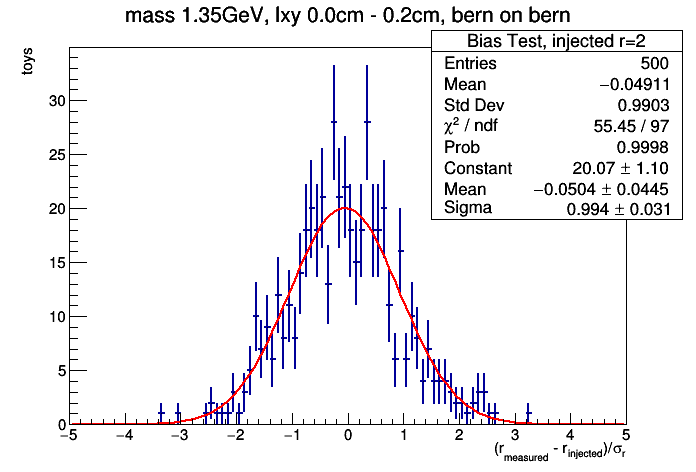 mass 1.35GeV, lxy 0.0cm - 0.2cm, bern on bern
Bias Test, injected r=2
Entries 500
Mean −0.04911
Std Dev 0.9903
χ² / ndf 55.45 / 97
Prob 0.9998
Constant 20.07 ± 1.10
Mean −0.0504 ± 0.0445
Sigma 0.994 ± 0.031
toys
30
25
20
15
10
5
0
−5 −4 −3 −2 −1 0 1 2 3 4 5
(r_measured - r_injected)/σ_r